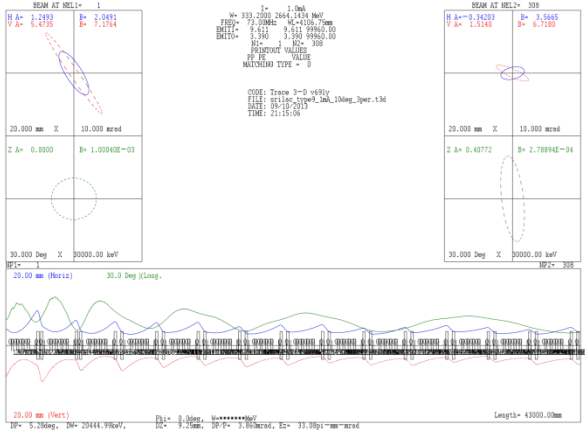 BEAM AT NEL1= 1
H A= 1.2493 B= 2.0491
V A= 5.4735 B= 7.1764
20.000 mm X 10.000 mrad
Z A= 0.0000 B= 1.00040E-03
30.000 Deg X 30000.00 keV
NP1= 1
I= 1.0mA
W= 333.2000 2664.1434 MeV
FREQ= 73.00MHz WL=4106.75mm
EMITI= 9.611 9.611 99960.00
EMITO= 3.390 3.390 99960.00
N1= 1 N2= 308
PRINTOUT VALUES
PP PE VALUE
MATCHING TYPE = 0
CODE: Trace 3-D v69ly
FILE: srilac_type9_1mA_10deg_3per.t3d
DATE: 09/10/2013
TIME: 21:15:06
BEAM AT NEL2= 308
H A=-0.34203 B= 3.5665
V A= 1.5140 B= 6.7180
20.000 mm X 10.000 mrad
Z A= 0.40772 B= 2.78894E-04
30.000 Deg X 30000.00 keV
NP2= 308
20.00 mm (Horiz) 30.0 Deg (Long.
20.00 mm (Vert) Length= 43000.00mm
Phi= 0.0deg, W=*******MeV
DP= 5.28deg, DW= 20444.99keV, DZ= 9.25mm, DP/P= 3.860mrad, Ez= 33.08pi-mm-mrad